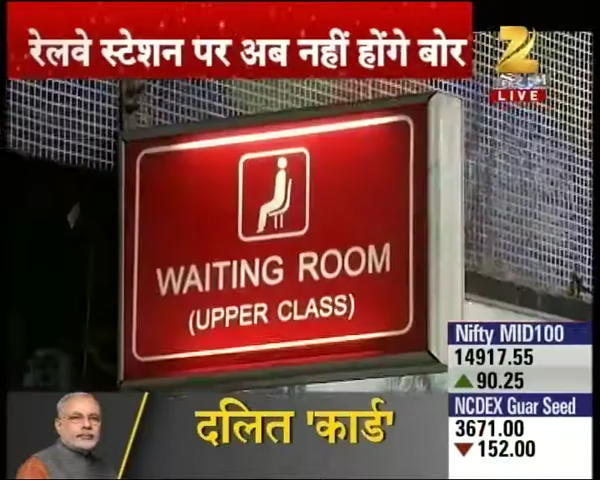 रेलवे स्टेशन पर अब नहीं होंगे बोर
Z
LIVE
WAITING ROOM
(UPPER CLASS)
Nifty MID100
14917.55
▲ 90.25
NCDEX Guar Seed
3671.00
▼ 152.00
दलित 'कार्ड'